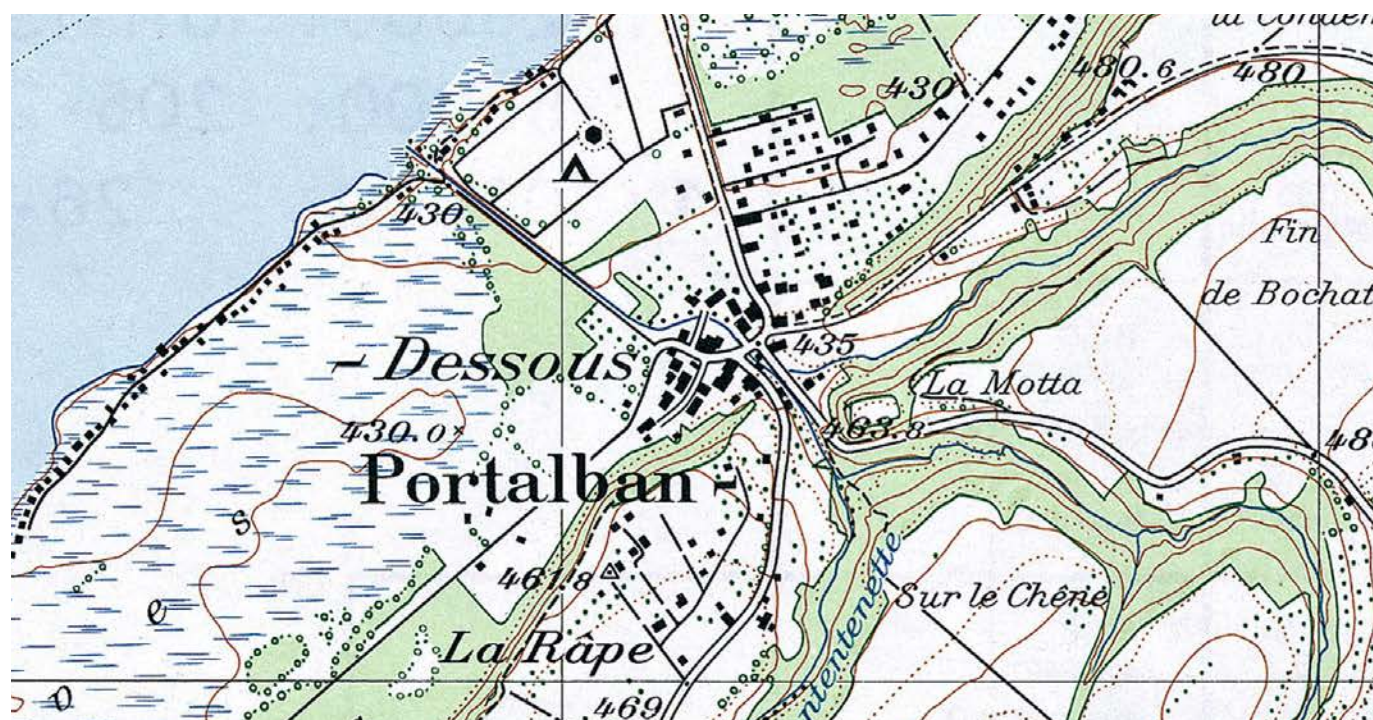 480.6
480
430
430
Fin
de Bochat
435
- Dessous
La Motta
430.0
463.8
Portalban -
s
461.8
Sur le Chêne
e
La Râpe
469